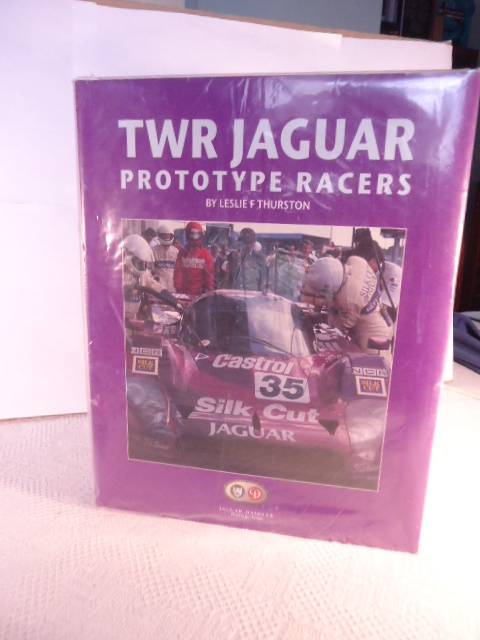 TWR JAGUAR
PROTOTYPE RACERS
BY LESLIE F THURSTON
Castrol
35
Silk Cut
JAGUAR